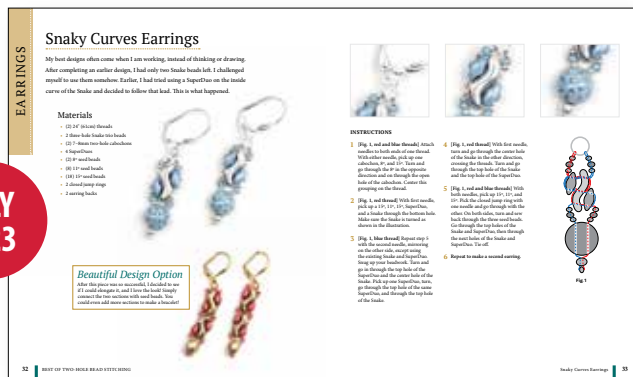 EARRINGS
Snaky Curves Earrings
My best designs often come when I am working, instead of thinking or drawing.
After completing an earlier design, I had only two Snake beads left. I challenged
myself to use them somehow. Earlier, I had tried using a SuperDuo on the inside
curve of the Snake and decided to follow that lead. This is what happened.
Materials
• (2) 24" (61cm) threads
• 2 three-hole Snake trio beads
• (2) 7–8mm two-hole cabochons
• 4 SuperDuos
• (2) 8º seed beads
• (8) 11º seed beads
• (18) 15º seed beads
• 2 closed jump rings
• 2 earring backs
LY
3
Beautiful Design Option
After this piece was so successful, I decided to see
if I could elongate it, and I love the look! Simply
connect the two sections with seed beads. You
could even add more sections to make a bracelet!
32 BEST OF TWO-HOLE BEAD STITCHING
INSTRUCTIONS
1 [Fig. 1, red and blue threads] Attach
needles to both ends of one thread.
With either needle, pick up one
cabochon, 8º, and 15º. Turn and
go through the 8º in the opposite
direction and on through the open
hole of the cabochon. Center this
grouping on the thread.
2 [Fig. 1, red thread] With first needle,
pick up a 15º, 11º, 15º, SuperDuo,
and a Snake through the bottom hole.
Make sure the Snake is turned as
shown in the illustration.
3 [Fig. 1, blue thread] Repeat step 5
with the second needle, mirroring
on the other side, except using
the existing Snake and SuperDuo.
Snug up your beadwork. Turn and
go in through the top hole of the
SuperDuo and the center hole of the
Snake. Pick up one SuperDuo, turn,
go through the top hole of the same
SuperDuo, and through the top hole
of the Snake.
4 [Fig. 1, red thread] With first needle,
turn and go through the center hole
of the Snake in the other direction,
crossing the threads. Turn and go
through the top hole of the Snake
and the top hole of the SuperDuo.
5 [Fig. 1, red and blue threads] With
both needles, pick up 15º, 11º, and
15º. Pick the closed jump ring with
one needle and go through with the
other. On both sides, turn and sew
back through the three seed beads.
Go through the top holes of the
Snake and SuperDuo, then through
the next holes of the Snake and
SuperDuo. Tie off.
6 Repeat to make a second earring.
Fig. 1
Snaky Curves Earrings 33